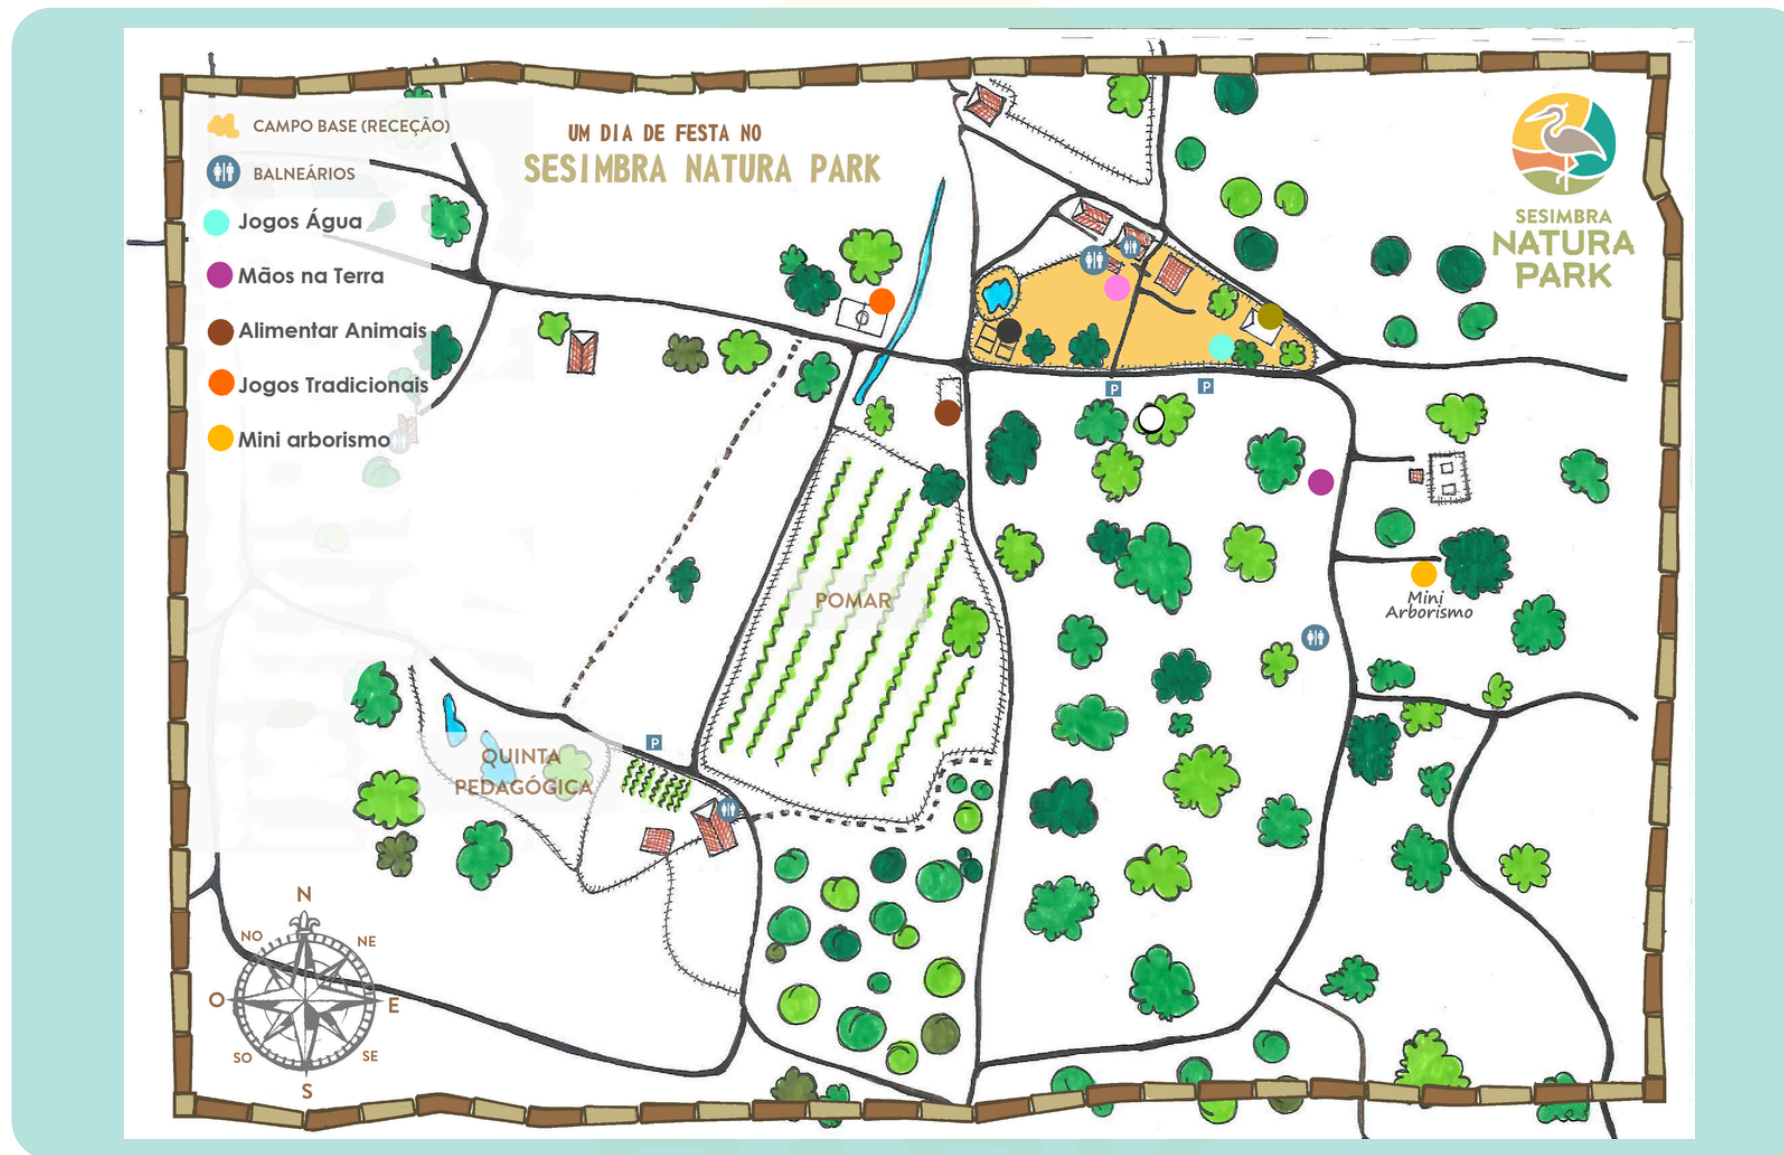 CAMPO BASE (RECEÇÃO)
BALNEÁRIOS
Jogos Água
Mãos na Terra
Alimentar Animais
Jogos Tradicionais
Mini arborismo
UM DIA DE FESTA NO
SESIMBRA NATURA PARK
SESIMBRA
NATURA
PARK
P
P
Mini
Arborismo
POMAR
P
QUINTA
PEDAGÓGICA
N
NO
NE
O
E
SO
SE
S